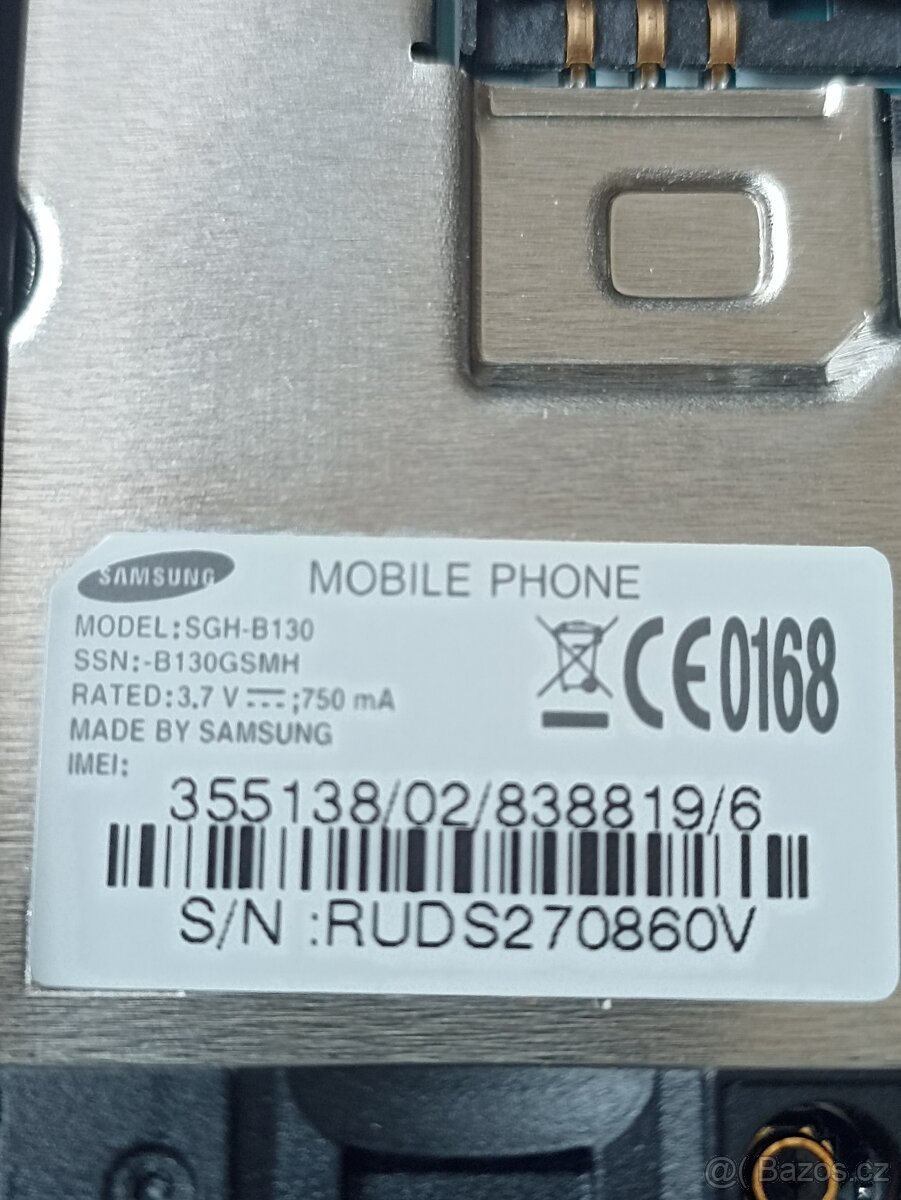 SAMSUNG MOBILE PHONE
MODEL:SGH-B130
SSN:-B130GSMH
RATED:3.7 V ⎓;750 mA
MADE BY SAMSUNG
CE0168
IMEI:
355138/02/838819/6
S/N :RUDS270860V
@ Bazos.cz